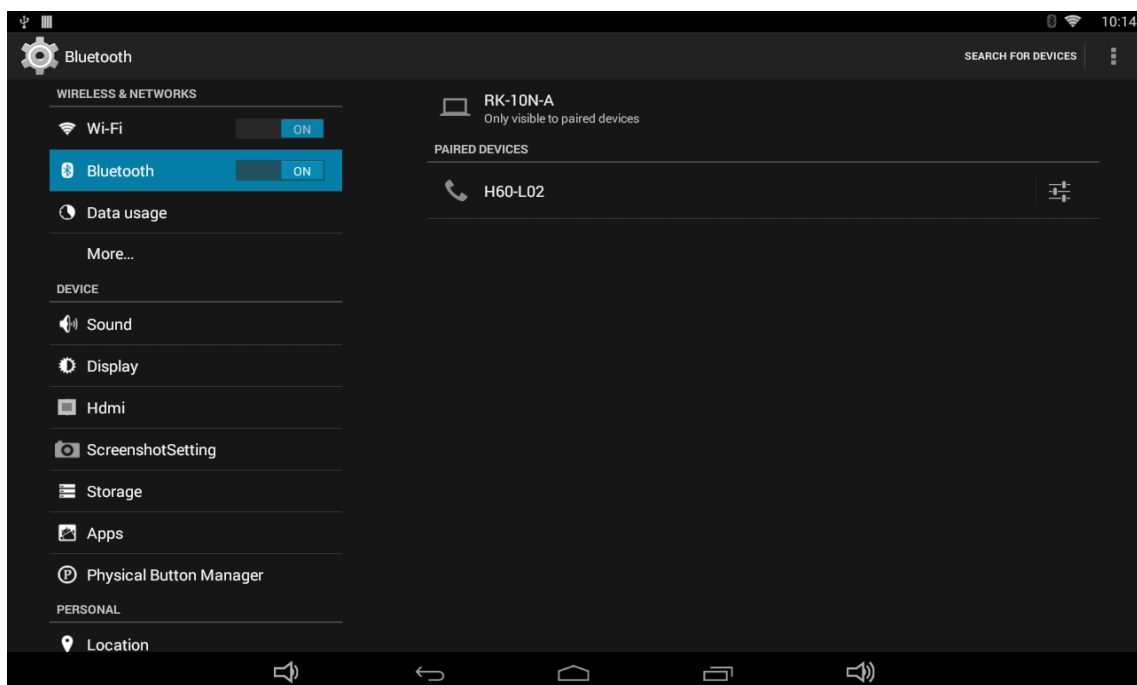 10:14
Bluetooth
SEARCH FOR DEVICES
WIRELESS & NETWORKS
Wi-Fi ON
Bluetooth ON
Data usage
More...
DEVICE
Sound
Display
Hdmi
ScreenshotSetting
Storage
Apps
Physical Button Manager
PERSONAL
Location
RK-10N-A
Only visible to paired devices
PAIRED DEVICES
H60-L02